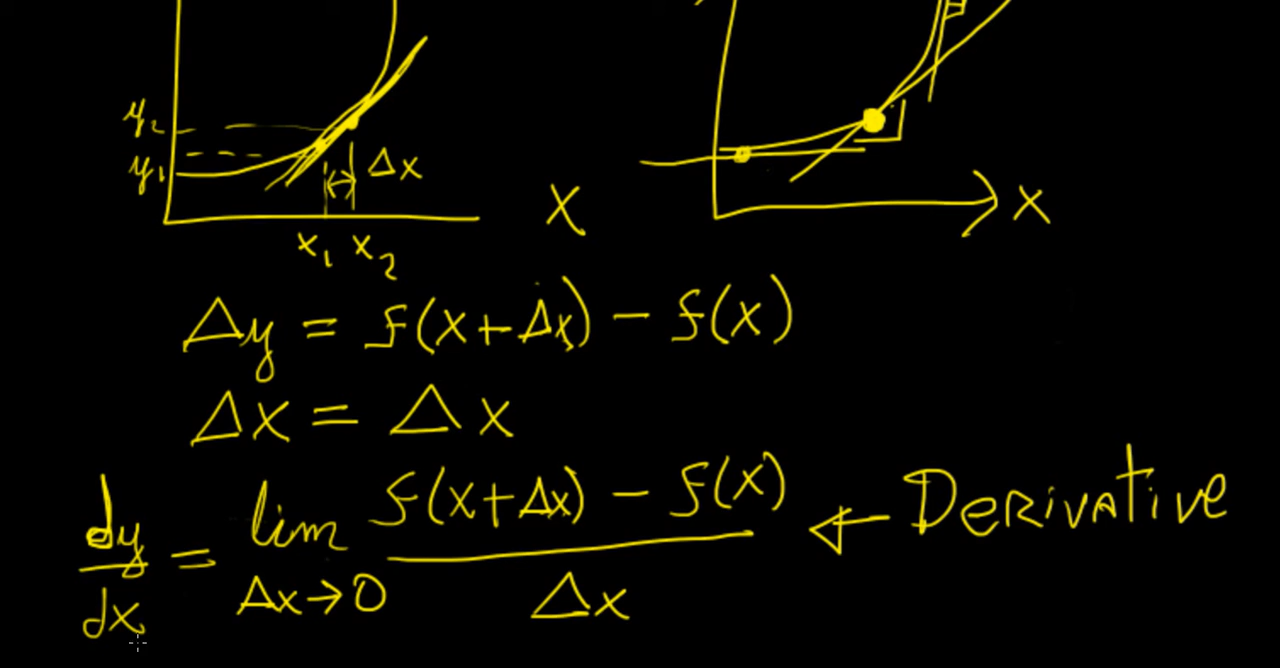 y₂
y₁
Δx
x₁ x₂
X
X
Δy = f(x+Δx) − f(x)
Δx = Δx
dy/dx = lim Δx→0 (f(x+Δx) − f(x))/Δx ← Derivative